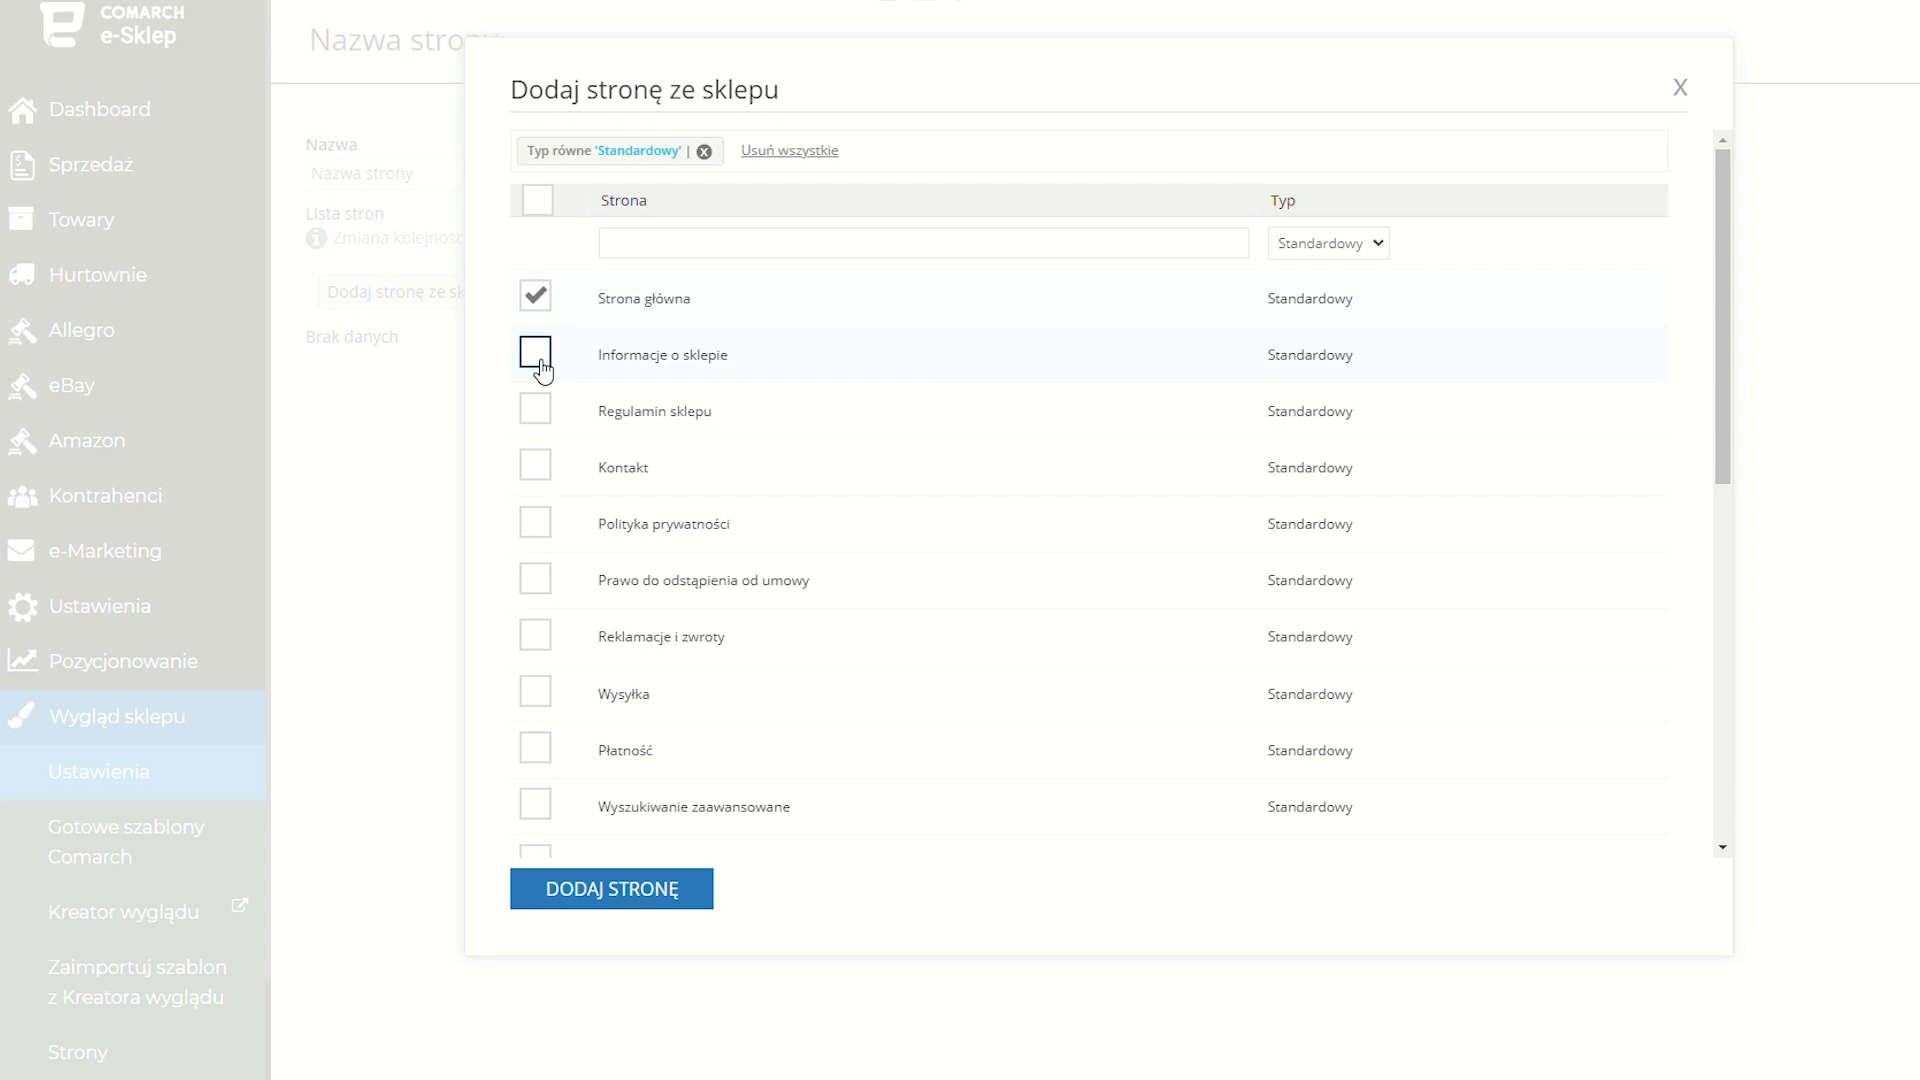 COMARCH
e-Sklep
Dashboard
Sprzedaż
Towary
Hurtownie
Allegro
eBay
Amazon
Kontrahenci
e-Marketing
Ustawienia
Pozycjonowanie
Wygląd sklepu
Ustawienia
Gotowe szablony
Comarch
Kreator wyglądu
Zaimportuj szablon
z Kreatora wyglądu
Strony
Nazwa strony
Nazwa
Nazwa strony
Lista stron
Zmiana kolejnośc
Dodaj stronę ze sk
Brak danych
Dodaj stronę ze sklepu X
Typ równe 'Standardowy' | Usuń wszystkie
Strona Typ
Standardowy
Strona główna Standardowy
Informacje o sklepie Standardowy
Regulamin sklepu Standardowy
Kontakt Standardowy
Polityka prywatności Standardowy
Prawo do odstąpienia od umowy Standardowy
Reklamacje i zwroty Standardowy
Wysyłka Standardowy
Płatność Standardowy
Wyszukiwanie zaawansowane Standardowy
DODAJ STRONĘ